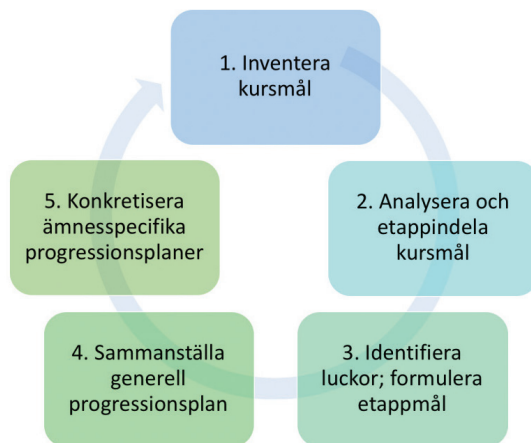 1. Inventera
kursmål
2. Analysera och
etappindela
kursmål
3. Identifiera
luckor; formulera
etappmål
4. Sammanställa
generell
progressionsplan
5. Konkretisera
ämnesspecifika
progressionsplaner